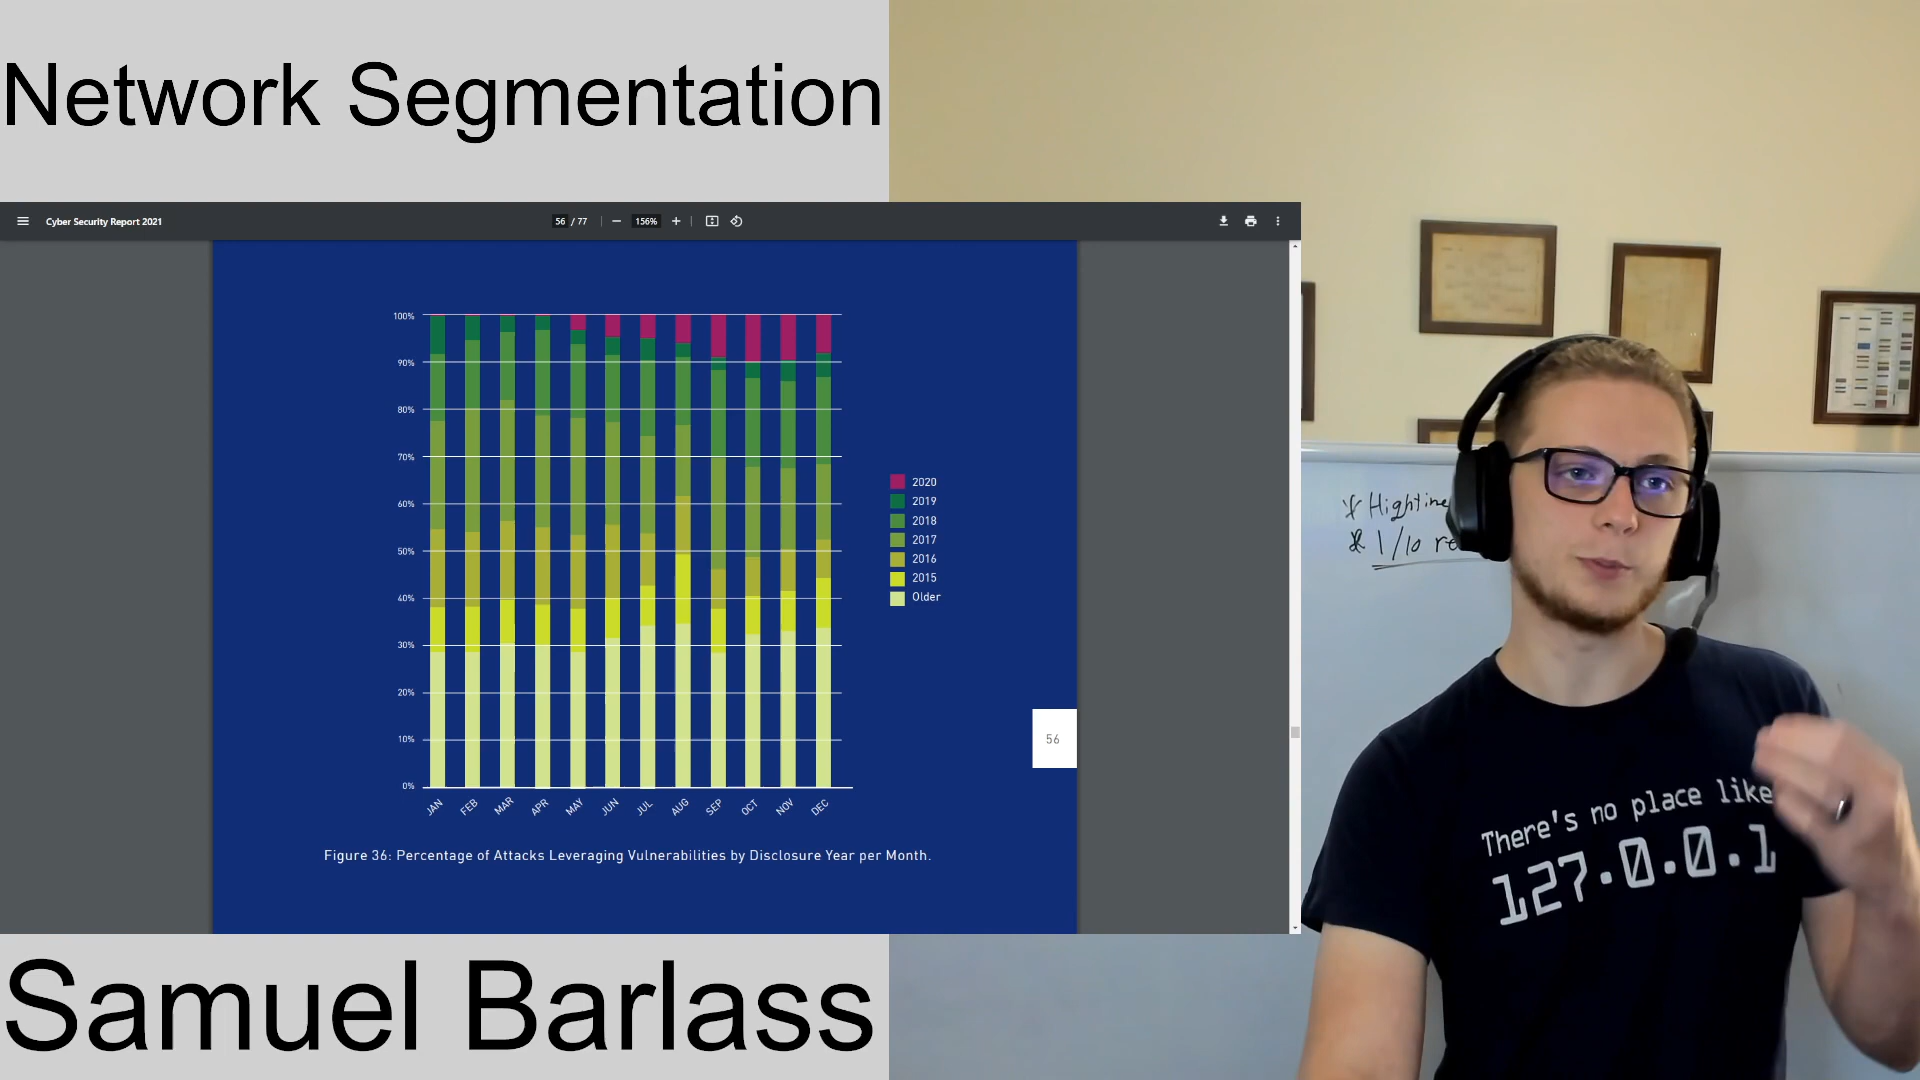 Network Segmentation
Cyber Security Report 2021
56 / 77
156%
100%
90%
80%
70%
60%
50%
40%
30%
20%
10%
0%
JAN FEB MAR APR MAY JUN JUL AUG SEP OCT NOV DEC
2020
2019
2018
2017
2016
2015
Older
56
Figure 36: Percentage of Attacks Leveraging Vulnerabilities by Disclosure Year per Month.
1/10
There's no place like
127.0.0.1
Samuel Barlass